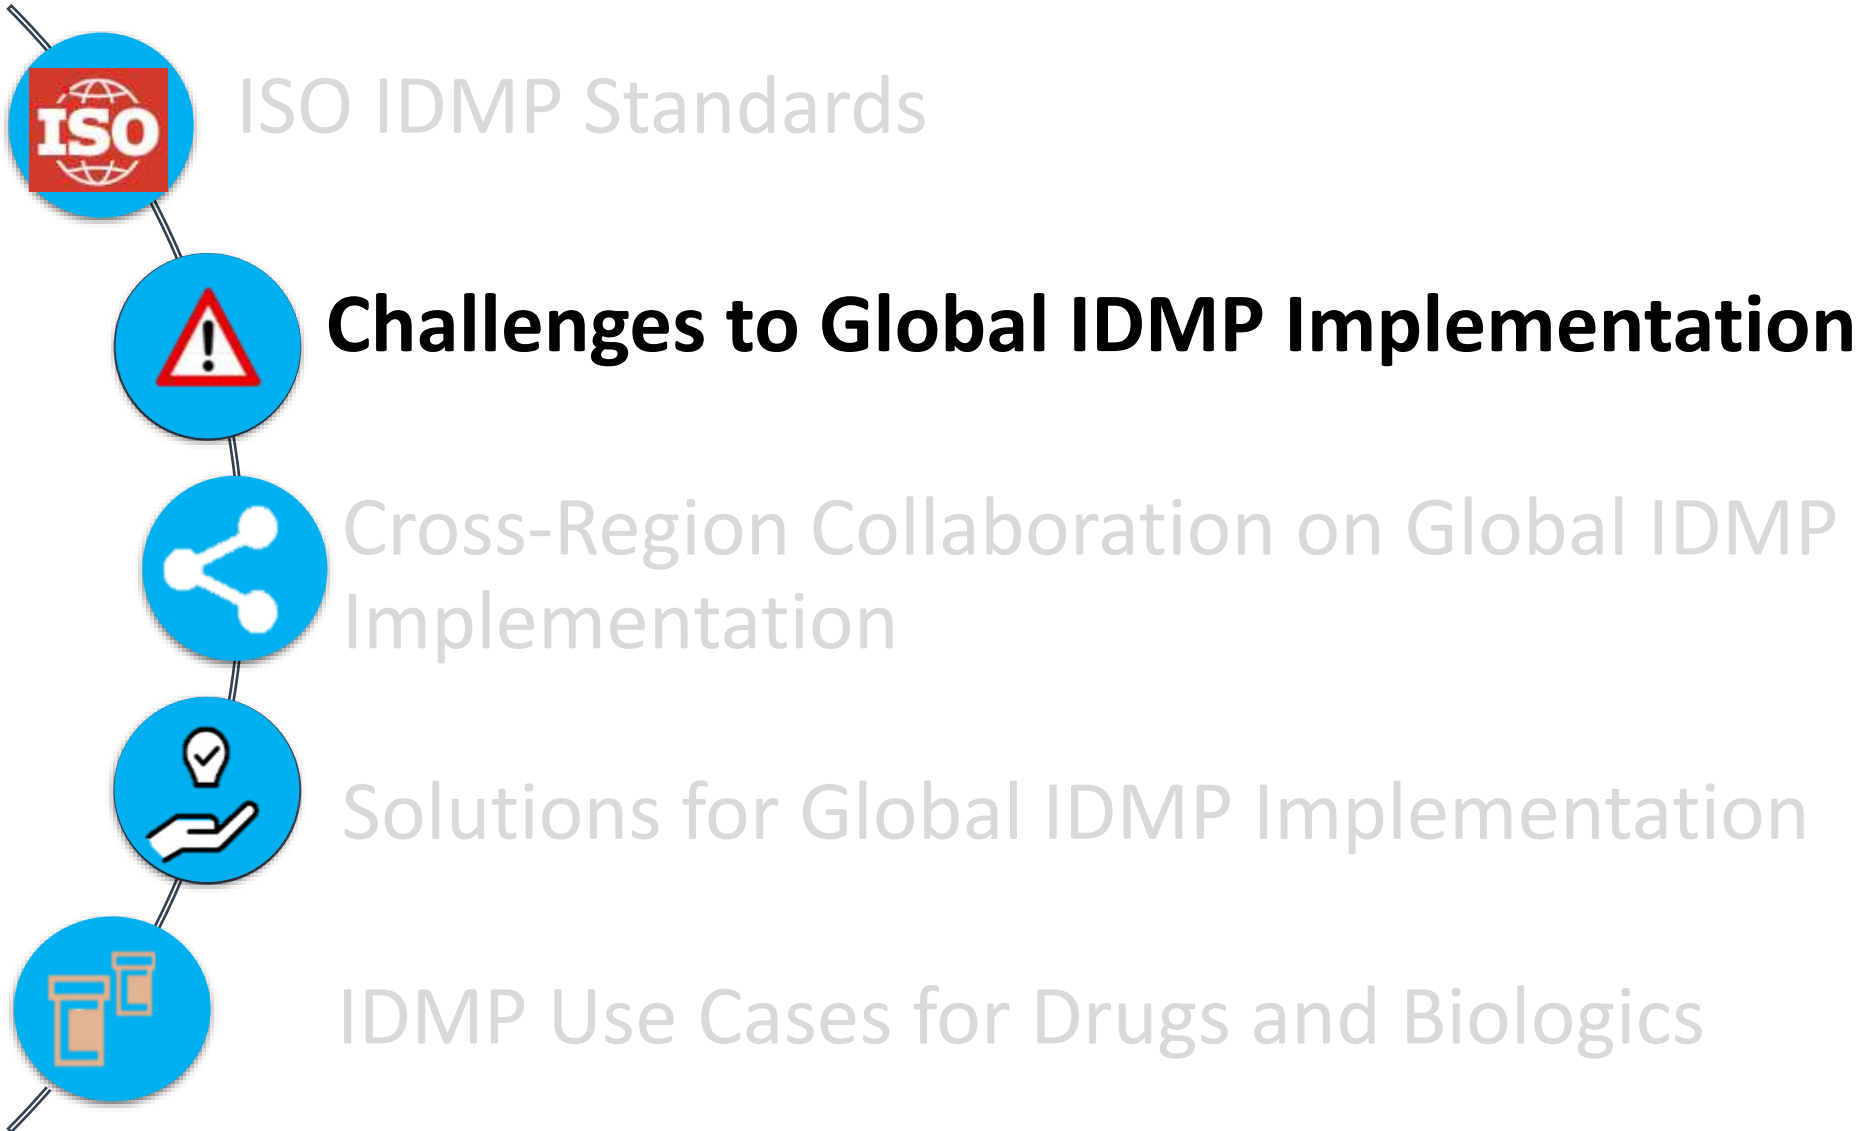 ISO
ISO IDMP Standards
Challenges to Global IDMP Implementation
Cross-Region Collaboration on Global IDMP
Implementation
Solutions for Global IDMP Implementation
IDMP Use Cases for Drugs and Biologics